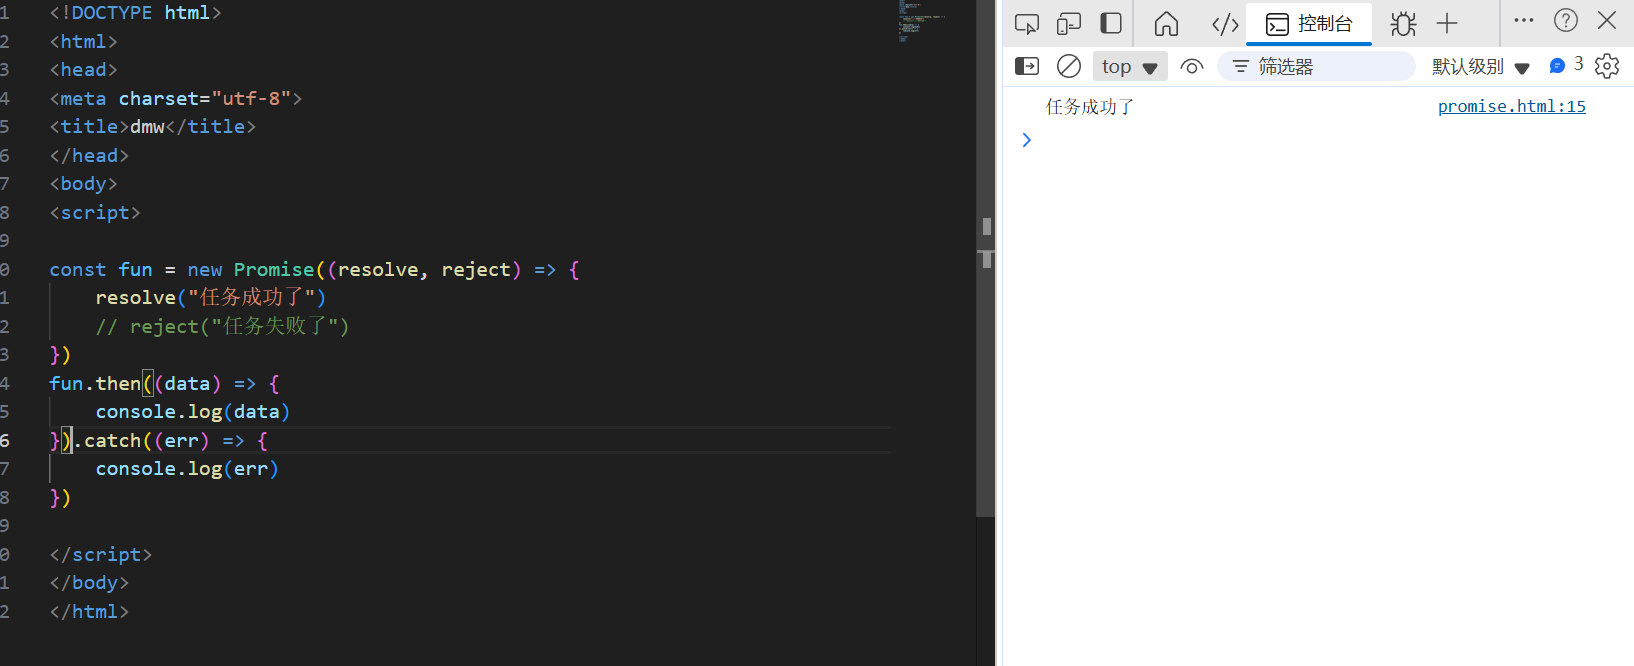 1 <!DOCTYPE html>
2 <html>
3 <head>
4 <meta charset="utf-8">
5 <title>dmw</title>
6 </head>
7 <body>
8 <script>
9
0 const fun = new Promise((resolve, reject) => {
1 resolve("任务成功了")
2 // reject("任务失败了")
3 })
4 fun.then((data) => {
5 console.log(data)
6 }).catch((err) => {
7 console.log(err)
8 })
9
0 </script>
1 </body>
2 </html>
控制台
top 筛选器 默认级别 3
任务成功了 promise.html:15